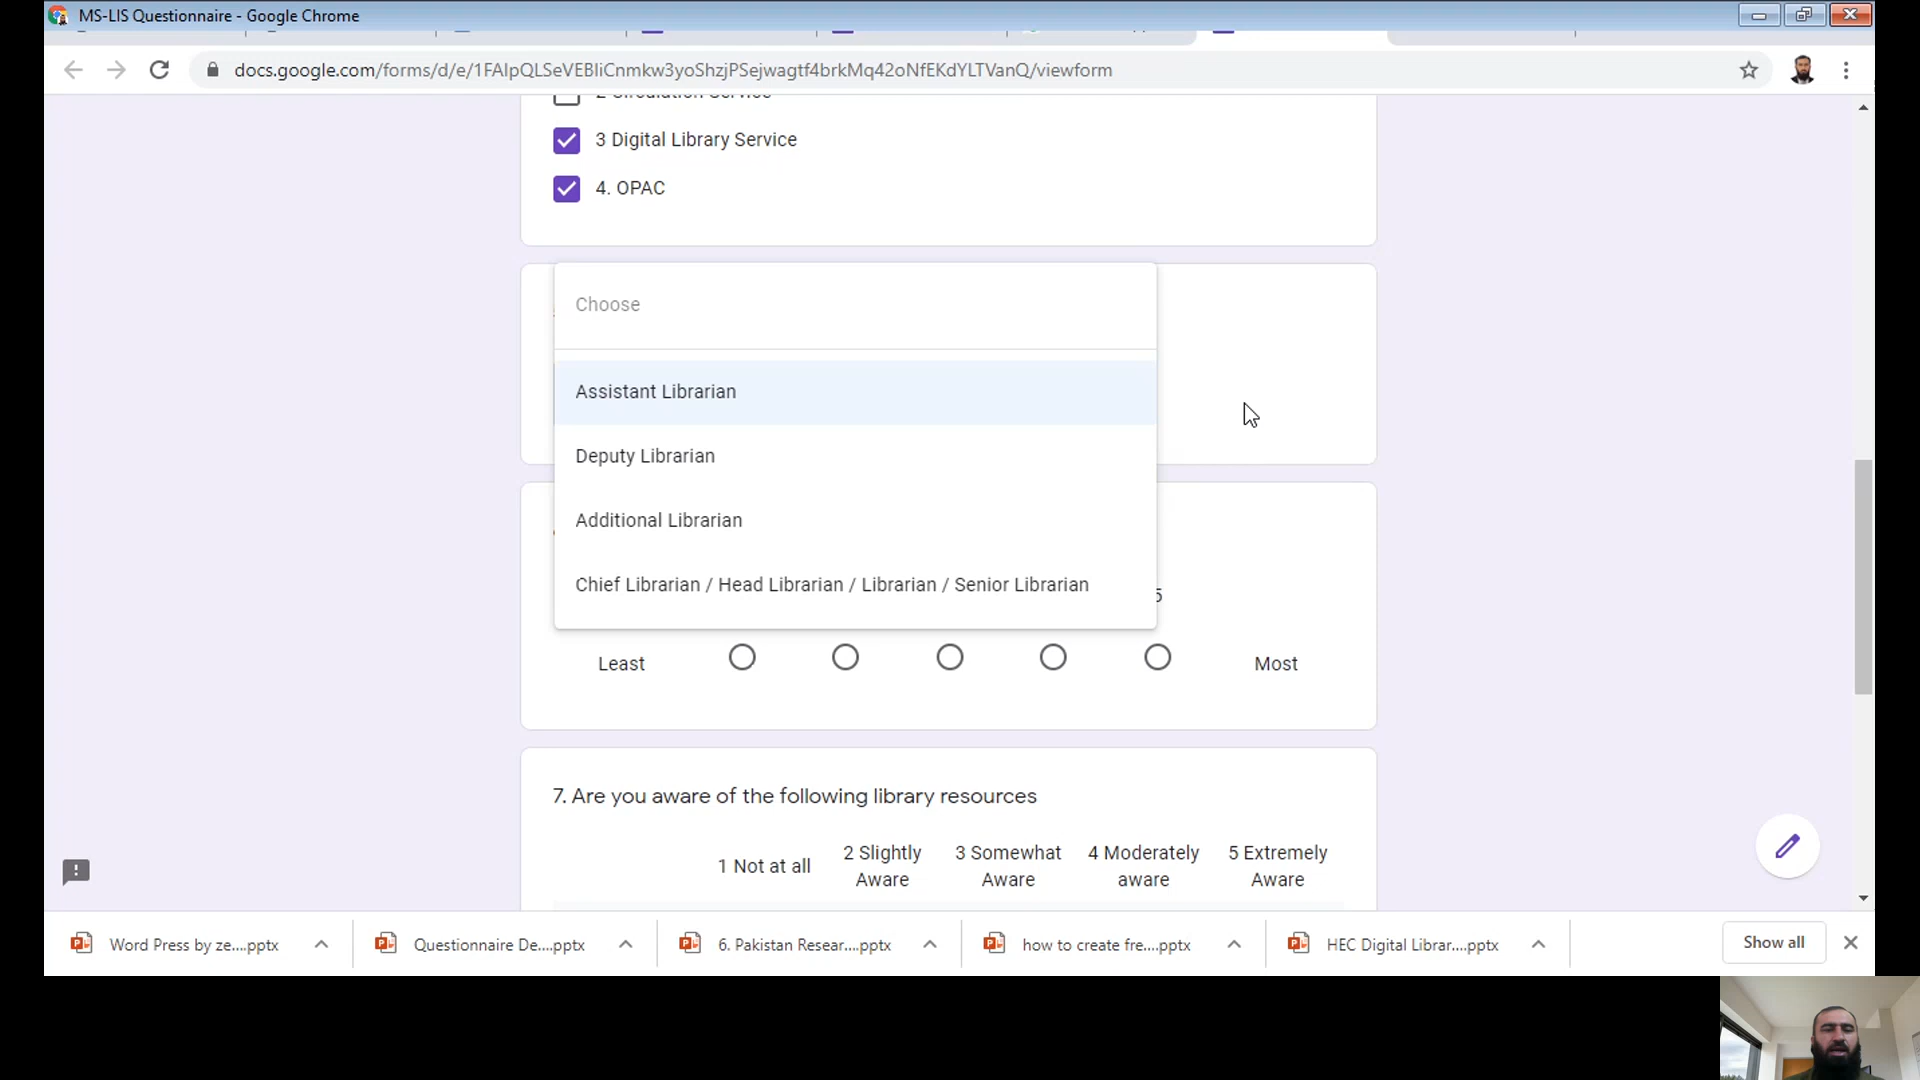 MS-LIS Questionnaire - Google Chrome
docs.google.com/forms/d/e/1FAIpQLSeVEBIiCnmkw3yoShzjPSejwagtf4brkMq42oNfEKdYLTVanQ/viewform
2 Circulation Service
3 Digital Library Service
4. OPAC
Choose
Assistant Librarian
Deputy Librarian
Additional Librarian
Chief Librarian / Head Librarian / Librarian / Senior Librarian
5
Least
Most
7. Are you aware of the following library resources
1 Not at all
2 Slightly Aware
3 Somewhat Aware
4 Moderately aware
5 Extremely Aware
Word Press by ze....pptx
Questionnaire De....pptx
6. Pakistan Resear....pptx
how to create fre....pptx
HEC Digital Librar....pptx
Show all